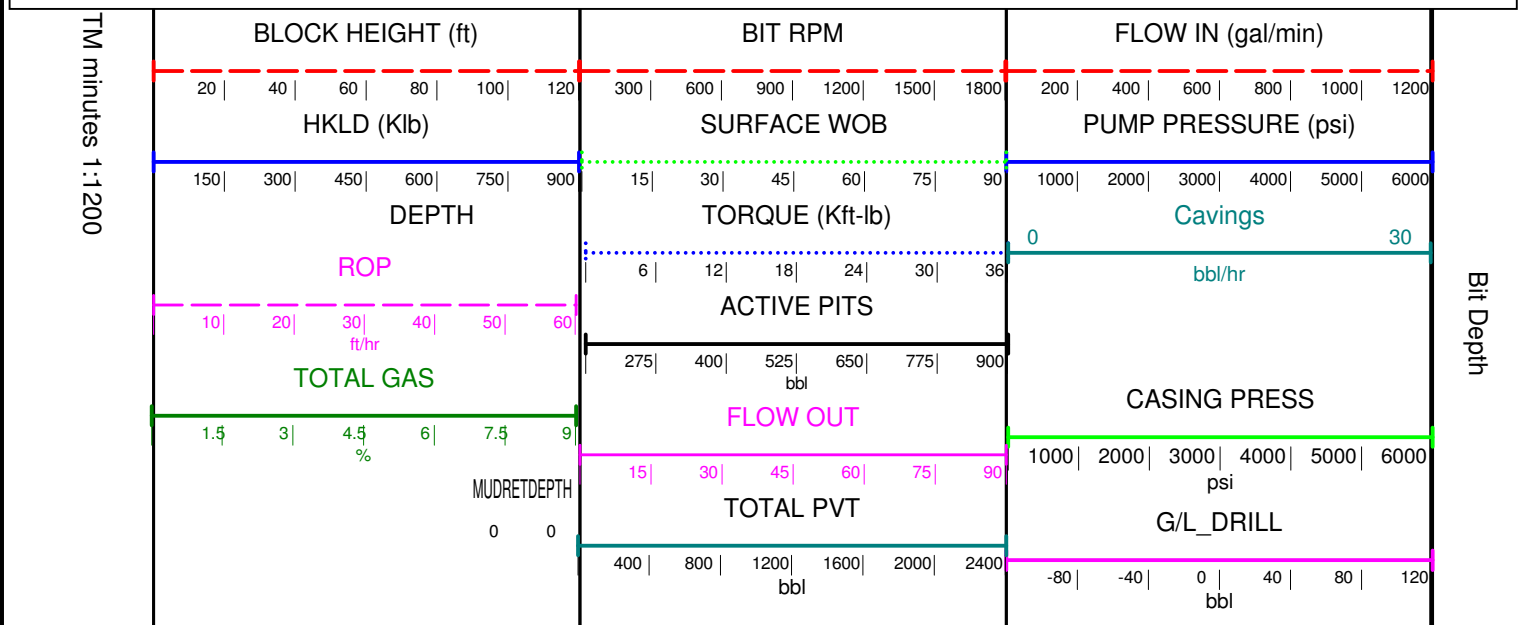 TM minutes 1:1200
BLOCK HEIGHT (ft)
20 40 60 80 100 120
HKLD (Klb)
150 300 450 600 750 900
DEPTH
ROP
10 20 30 40 50 60
ft/hr
TOTAL GAS
1.5 3 4.5 6 7.5 9
%
MUDRETDEPTH
0 0
BIT RPM
300 600 900 1200 1500 1800
SURFACE WOB
15 30 45 60 75 90
TORQUE (Kft-lb)
6 12 18 24 30 36
ACTIVE PITS
275 400 525 650 775 900
bbl
FLOW OUT
15 30 45 60 75 90
TOTAL PVT
400 800 1200 1600 2000 2400
bbl
FLOW IN (gal/min)
200 400 600 800 1000 1200
PUMP PRESSURE (psi)
1000 2000 3000 4000 5000 6000
Cavings
0 30
bbl/hr
CASING PRESS
1000 2000 3000 4000 5000 6000
psi
G/L_DRILL
-80 -40 0 40 80 120
bbl
Bit Depth